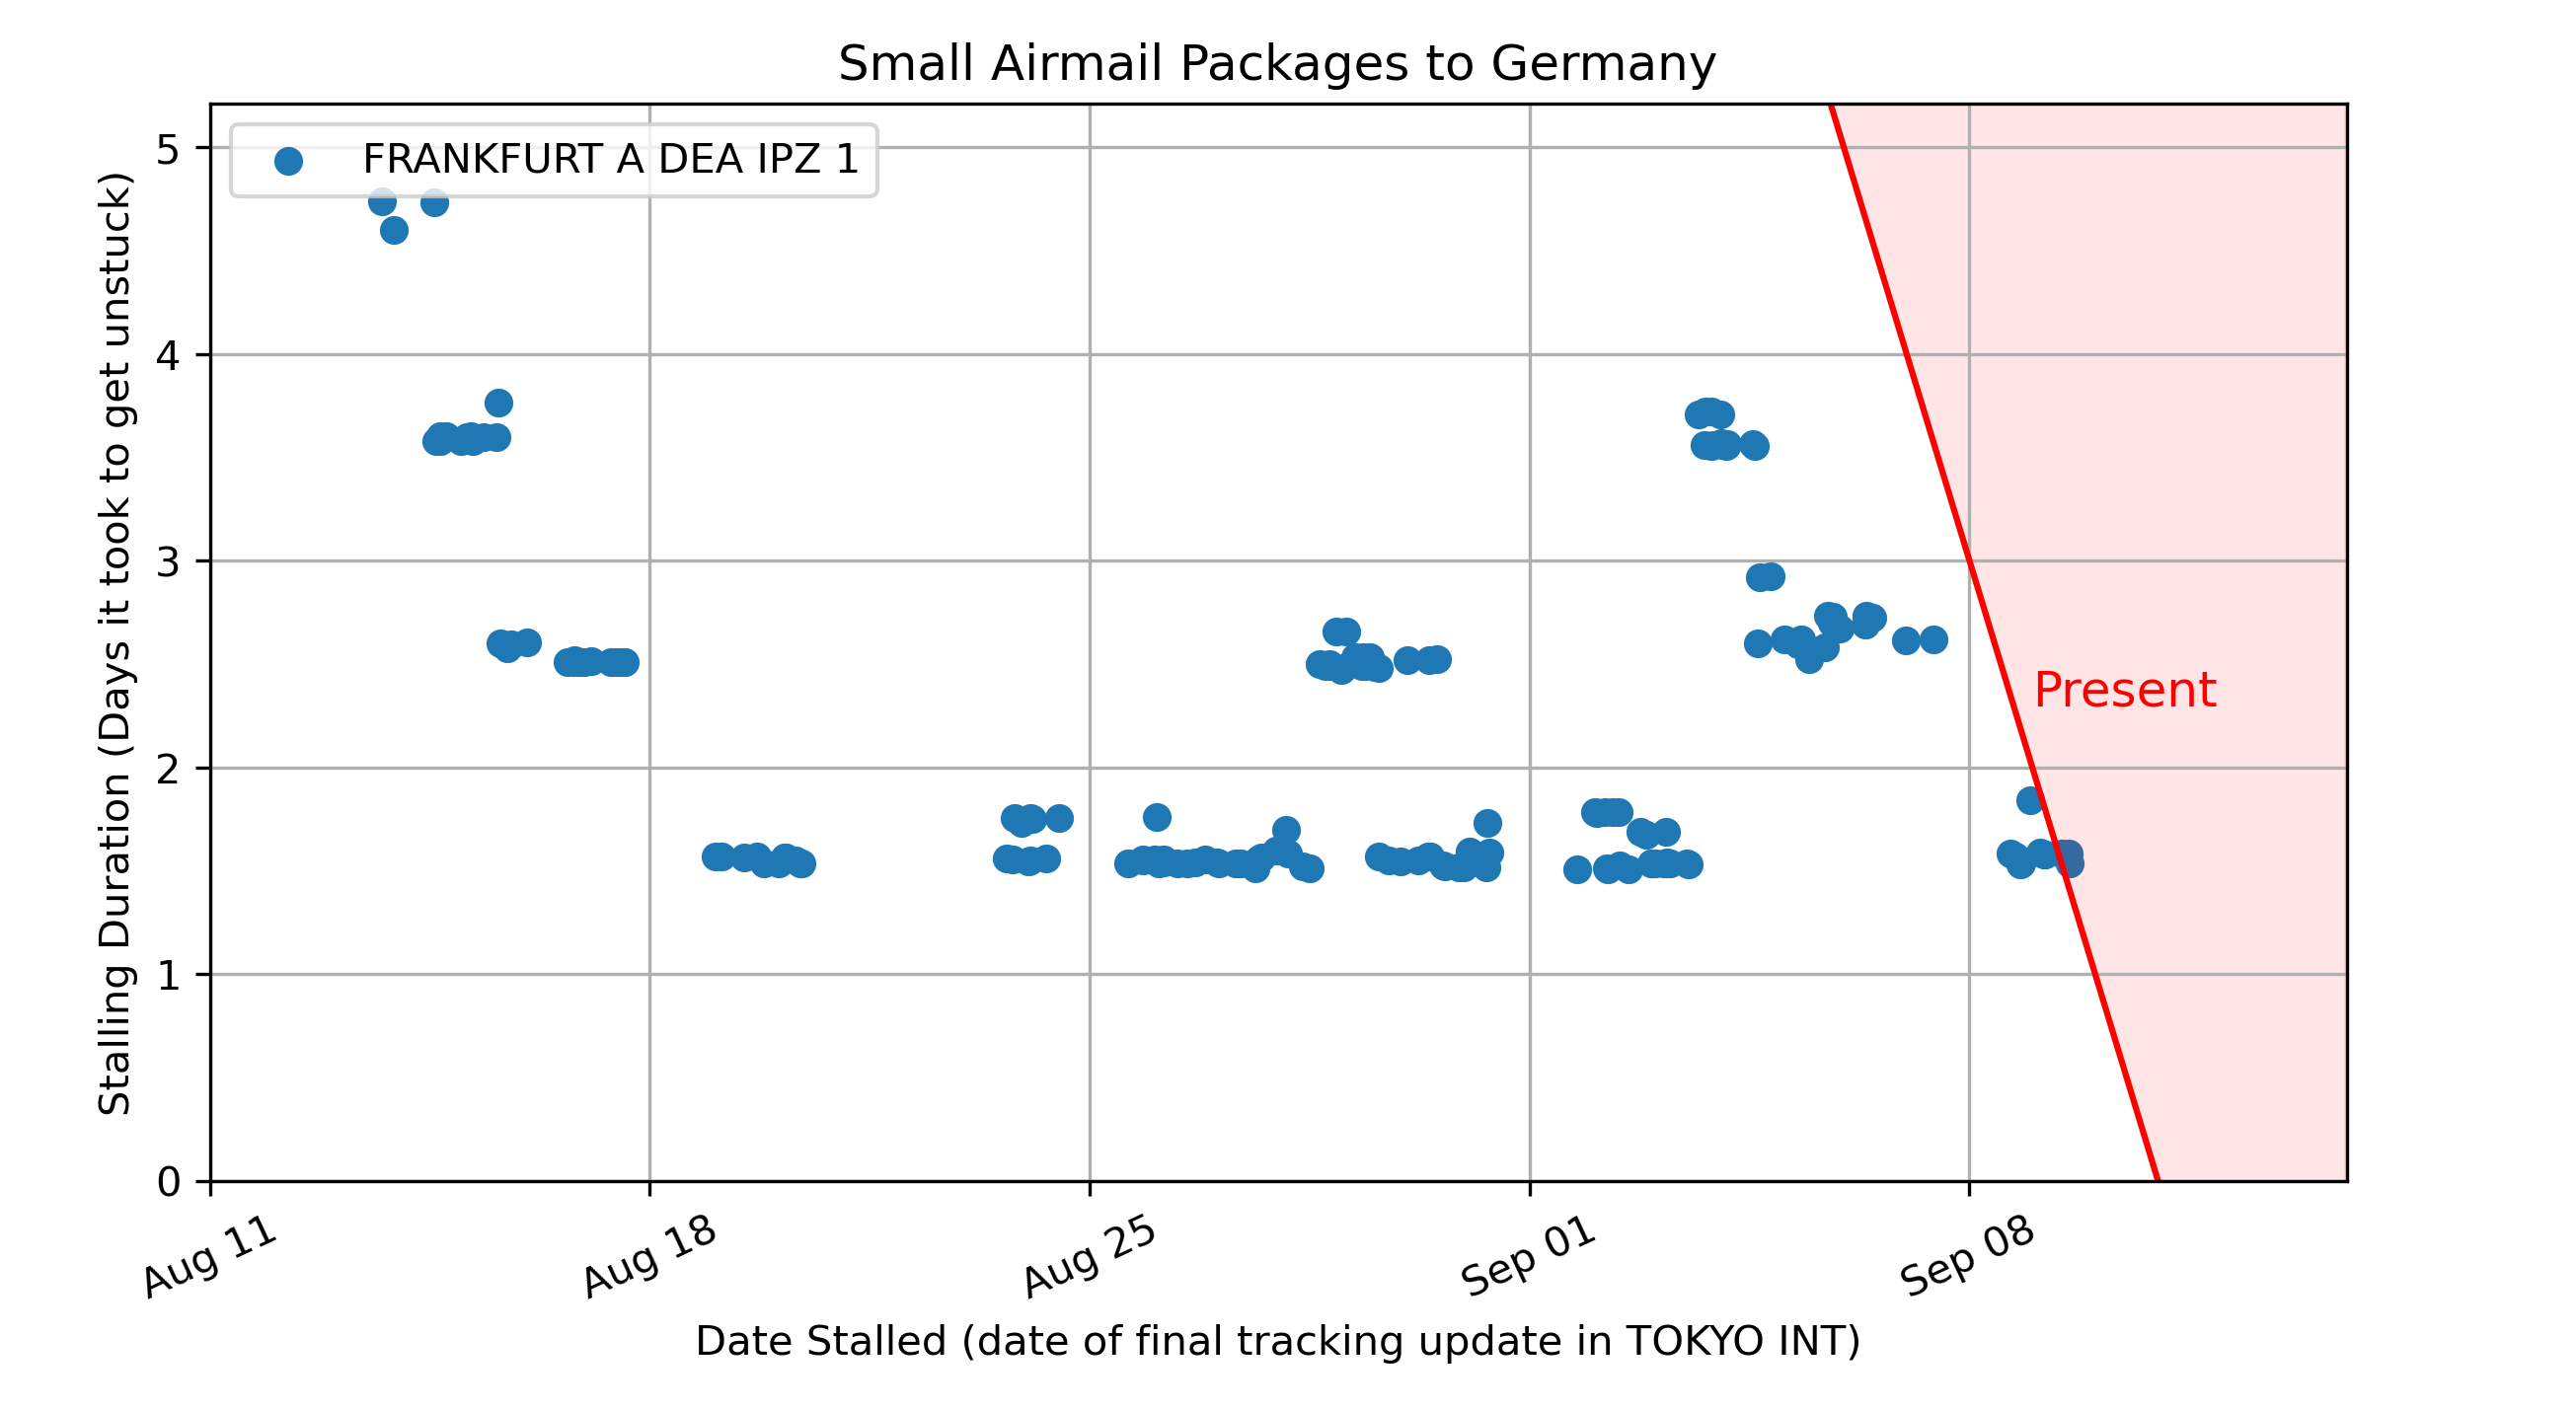 Small Airmail Packages to Germany
FRANKFURT A DEA IPZ 1
Stalling Duration (Days it took to get unstuck)
5
4
3
2
1
0
Present
Aug 11
Aug 18
Aug 25
Sep 01
Sep 08
Date Stalled (date of final tracking update in TOKYO INT)